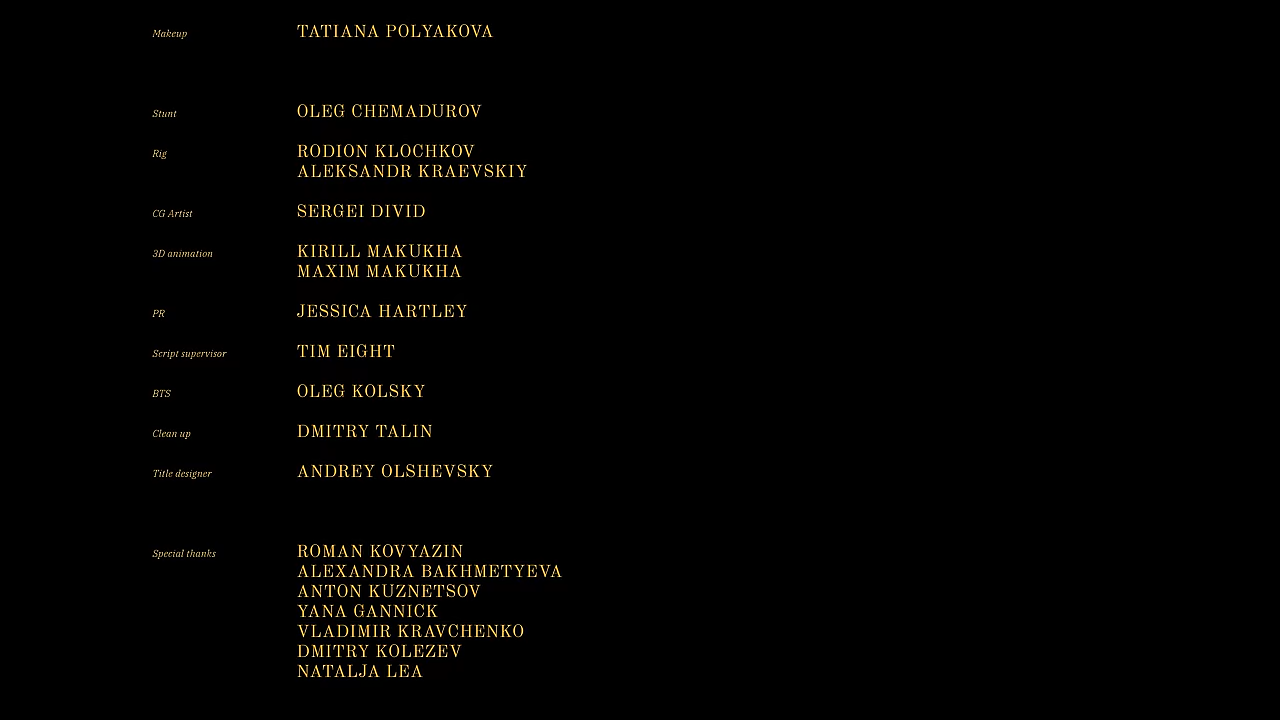 Makeup TATIANA POLYAKOVA
Stunt OLEG CHEMADUROV
Rig RODION KLOCHKOV
ALEKSANDR KRAEVSKIY
CG Artist SERGEI DIVID
3D animation KIRILL MAKUKHA
MAXIM MAKUKHA
PR JESSICA HARTLEY
Script supervisor TIM EIGHT
BTS OLEG KOLSKY
Clean up DMITRY TALIN
Title designer ANDREY OLSHEVSKY
Special thanks ROMAN KOVYAZIN
ALEXANDRA BAKHMETYEVA
ANTON KUZNETSOV
YANA GANNICK
VLADIMIR KRAVCHENKO
DMITRY KOLEZEV
NATALJA LEA